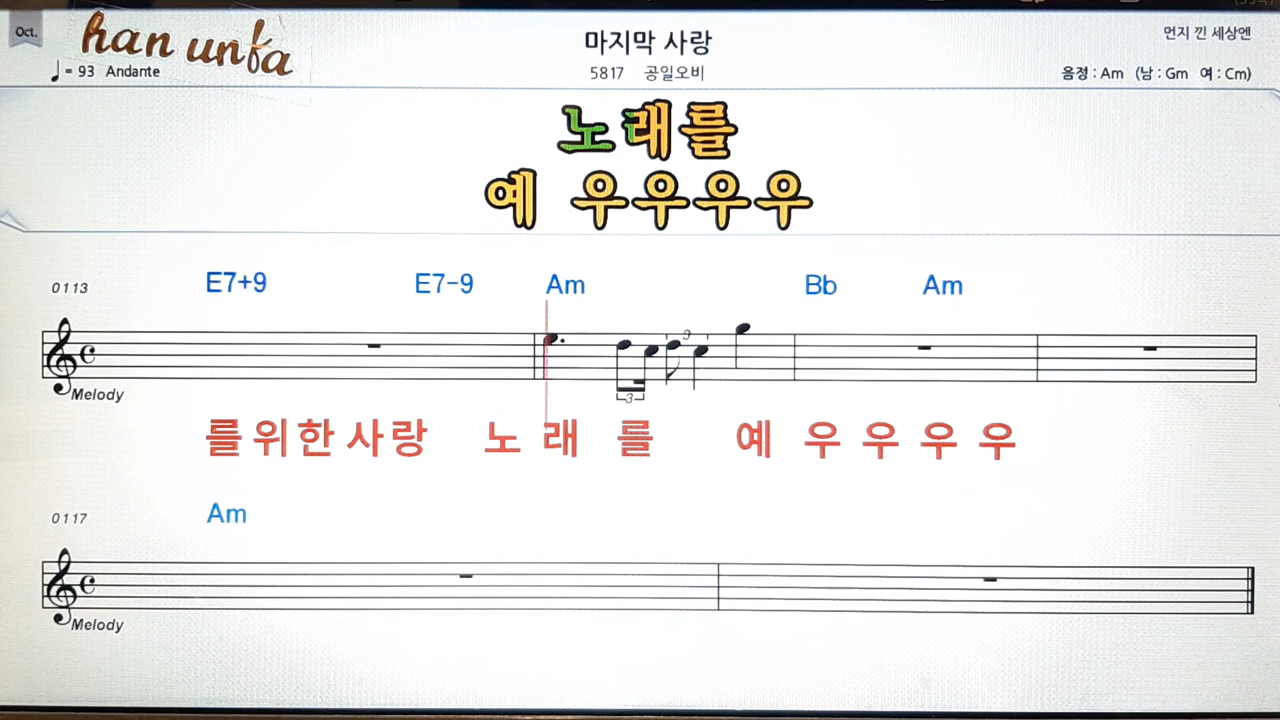 Oct.
han unfa
= 93 Andante
마지막 사랑
5817 공일오비
먼지 낀 세상엔
음정 : Am (남 : Gm 여 : Cm)
노래를
예 우우우우
0113 E7+9 E7-9 Am Bb Am
3
3
Melody
를위한사랑 노래를 예우우우우
0117 Am
Melody